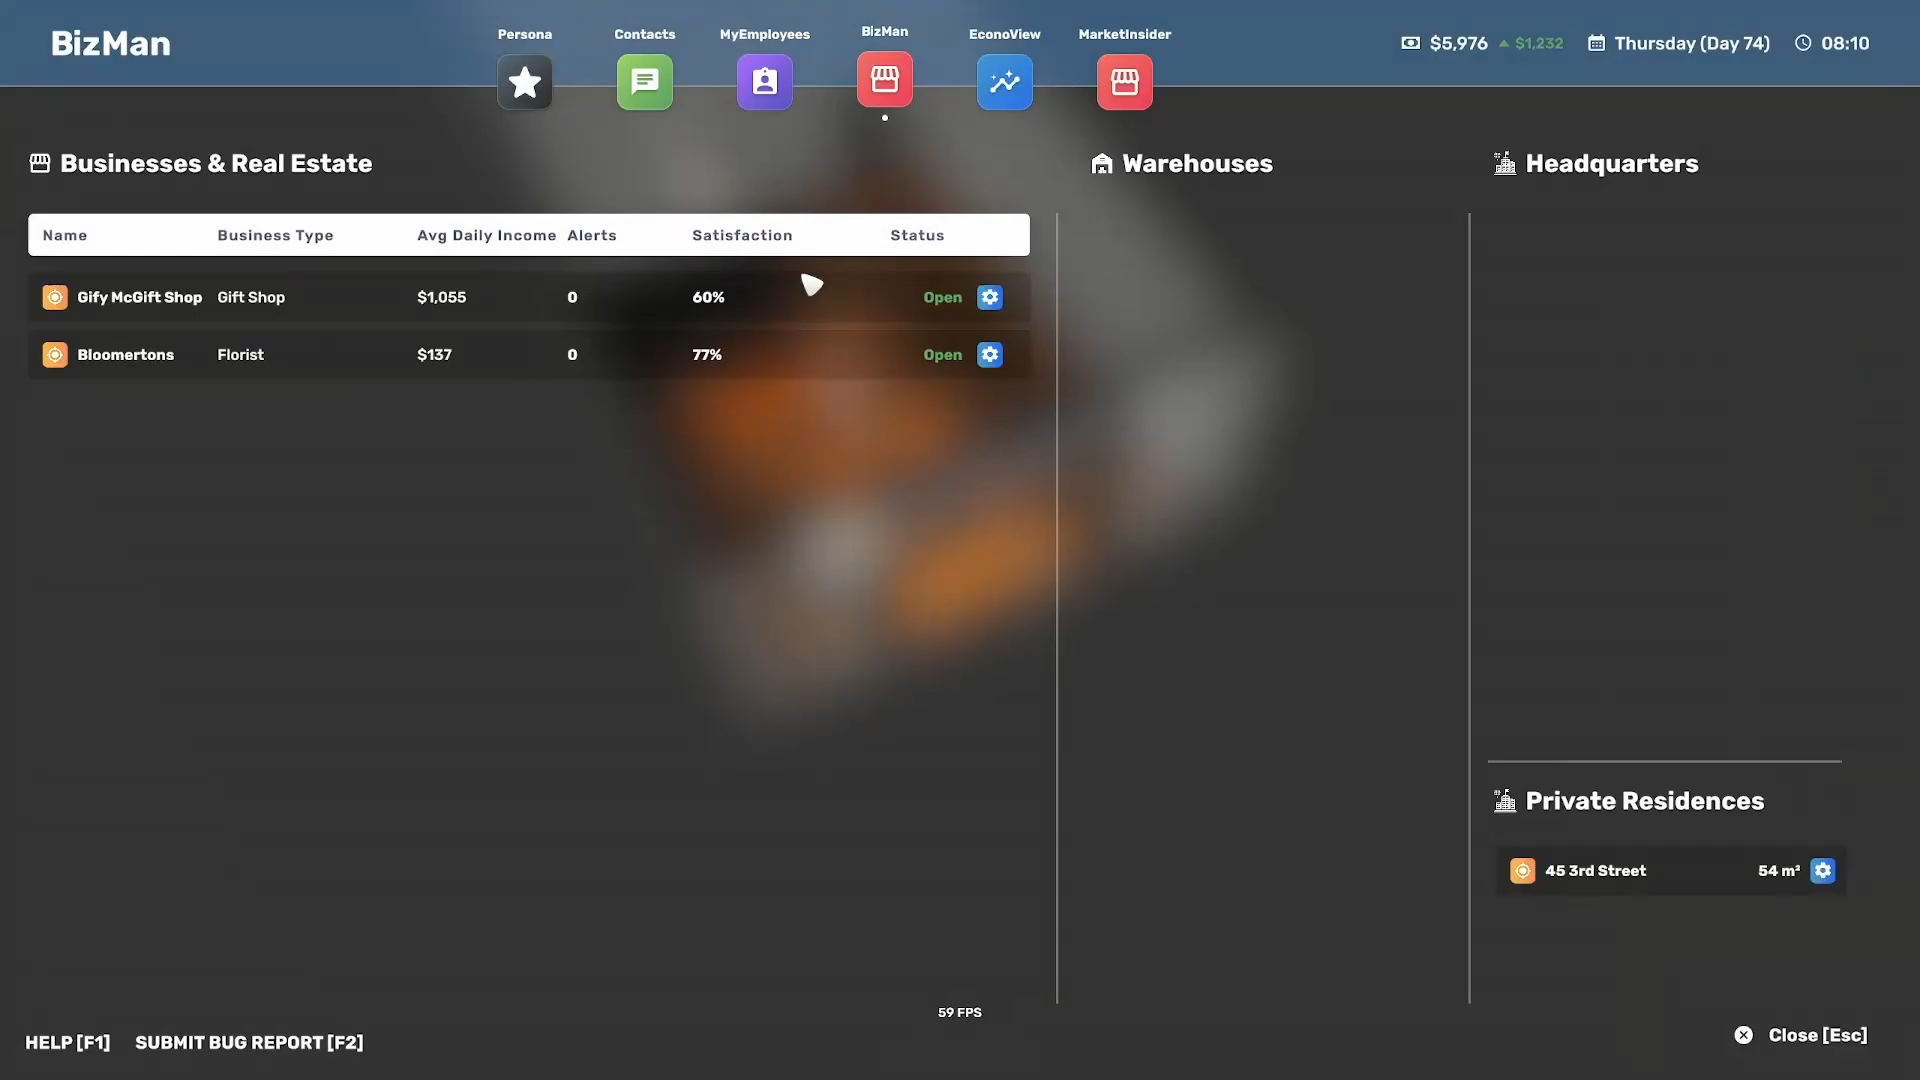 BizMan
Persona
Contacts
MyEmployees
BizMan
EconoView
MarketInsider
$5,976 $1,232 Thursday (Day 74) 08:10
Businesses & Real Estate
Name Business Type Avg Daily Income Alerts Satisfaction Status
Gify McGift Shop Gift Shop $1,055 0 60% Open
Bloomertons Florist $137 0 77% Open
Warehouses
Headquarters
Private Residences
45 3rd Street 54 m²
59 FPS
HELP [F1] SUBMIT BUG REPORT [F2]
Close [Esc]